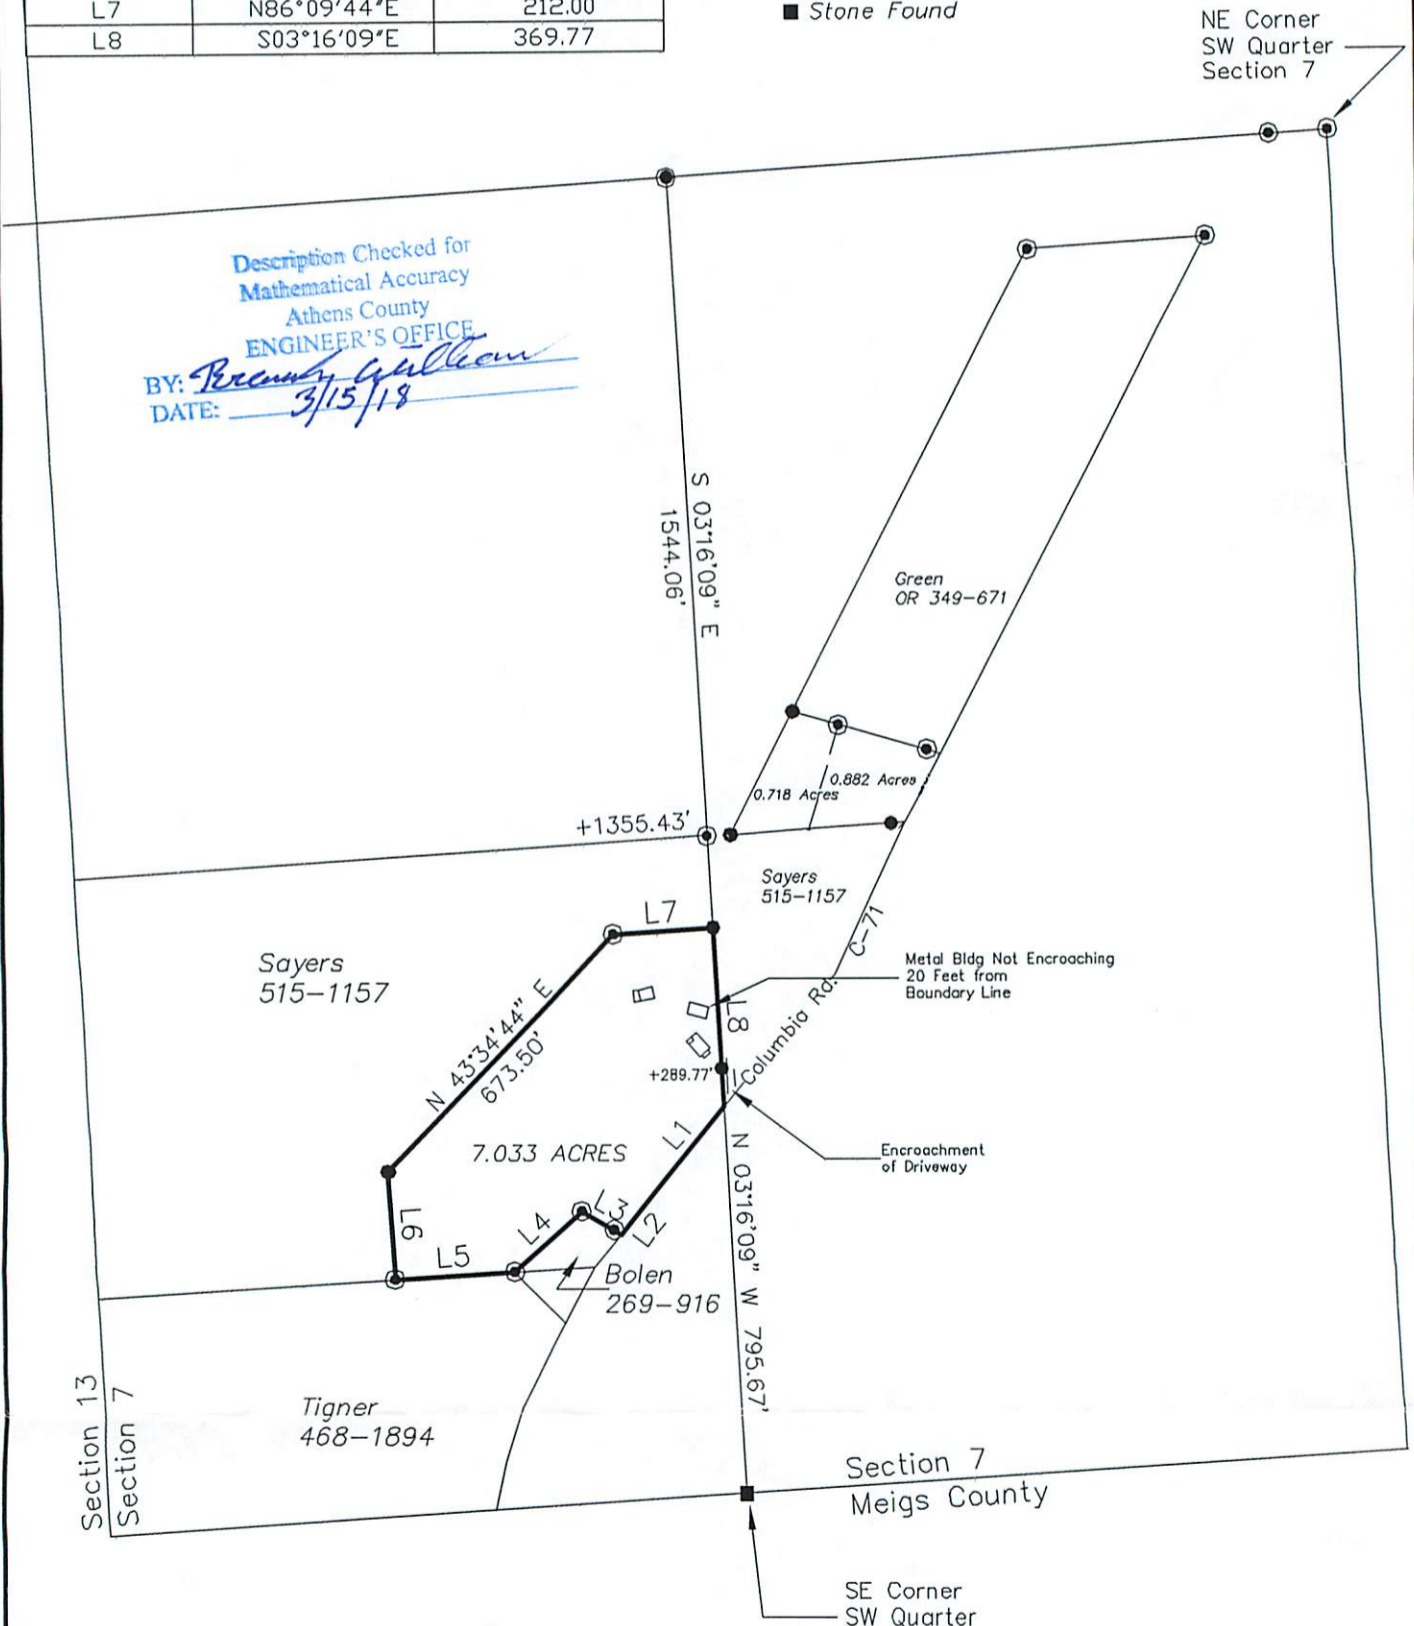 L7 N86°09'44"E 212.00
L8 S03°16'09"E 369.77
■ Stone Found
NE Corner
SW Quarter
Section 7
Description Checked for
Mathematical Accuracy
Athens County
ENGINEER'S OFFICE
BY:
DATE: 3/15/18
S 03°16'09" E
1544.06'
Green
OR 349-671
0.882 Acres
0.718 Acres
+1355.43'
Sayers
515-1157
C-71
L7
Sayers
515-1157
Metal Bldg Not Encroaching
20 Feet from
Boundary Line
L8
Columbia Rd.
N 43°34'44" E
673.50'
+289.77'
L1
7.033 ACRES
Encroachment
of Driveway
N 03°16'09" W 795.67'
L6
L3
L4
L2
L5
Bolen
269-916
Section 13
Section 7
Tigner
468-1894
Section 7
Meigs County
SE Corner
SW Quarter